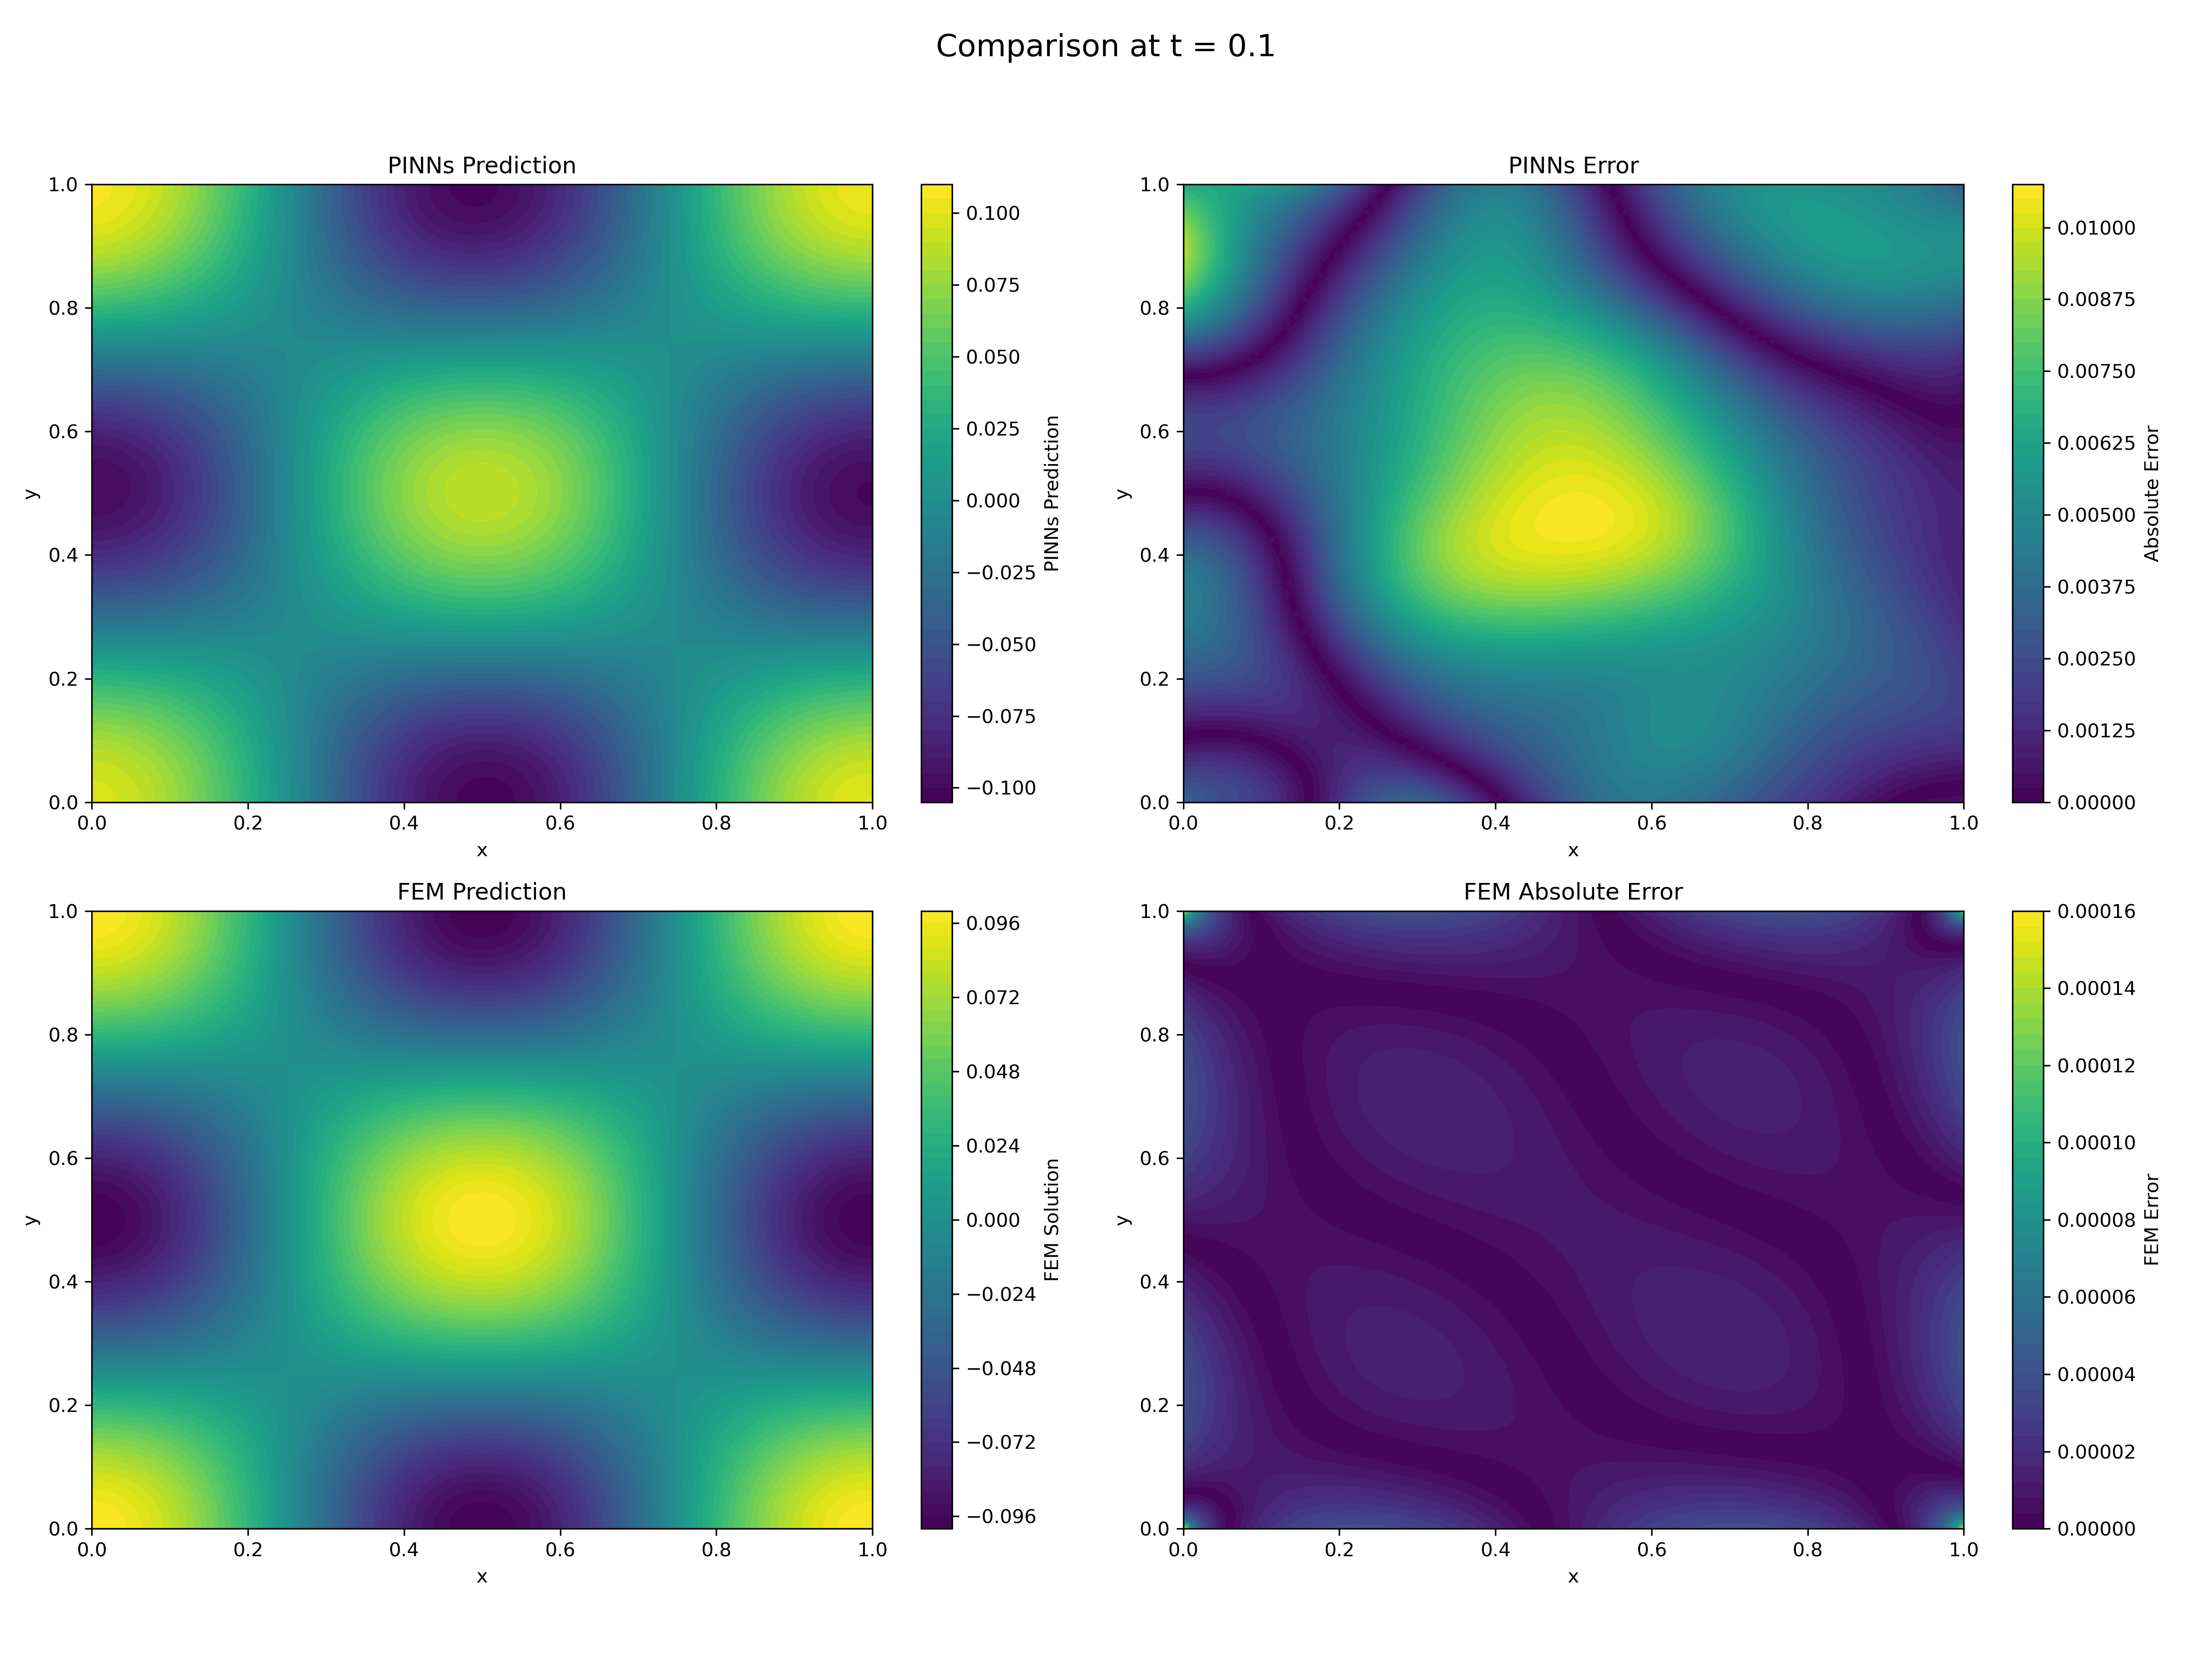 Comparison at t = 0.1
PINNs Prediction
1.0
0.8
0.6
0.4
0.2
0.0
y
0.0 0.2 0.4 0.6 0.8 1.0
x
0.100
0.075
0.050
0.025
0.000
−0.025
−0.050
−0.075
−0.100
PINNs Prediction
PINNs Error
1.0
0.8
0.6
0.4
0.2
0.0
y
0.0 0.2 0.4 0.6 0.8 1.0
x
0.01000
0.00875
0.00750
0.00625
0.00500
0.00375
0.00250
0.00125
0.00000
Absolute Error
FEM Prediction
1.0
0.8
0.6
0.4
0.2
0.0
y
0.0 0.2 0.4 0.6 0.8 1.0
x
0.096
0.072
0.048
0.024
0.000
−0.024
−0.048
−0.072
−0.096
FEM Solution
FEM Absolute Error
1.0
0.8
0.6
0.4
0.2
0.0
y
0.0 0.2 0.4 0.6 0.8 1.0
x
0.00016
0.00014
0.00012
0.00010
0.00008
0.00006
0.00004
0.00002
0.00000
FEM Error